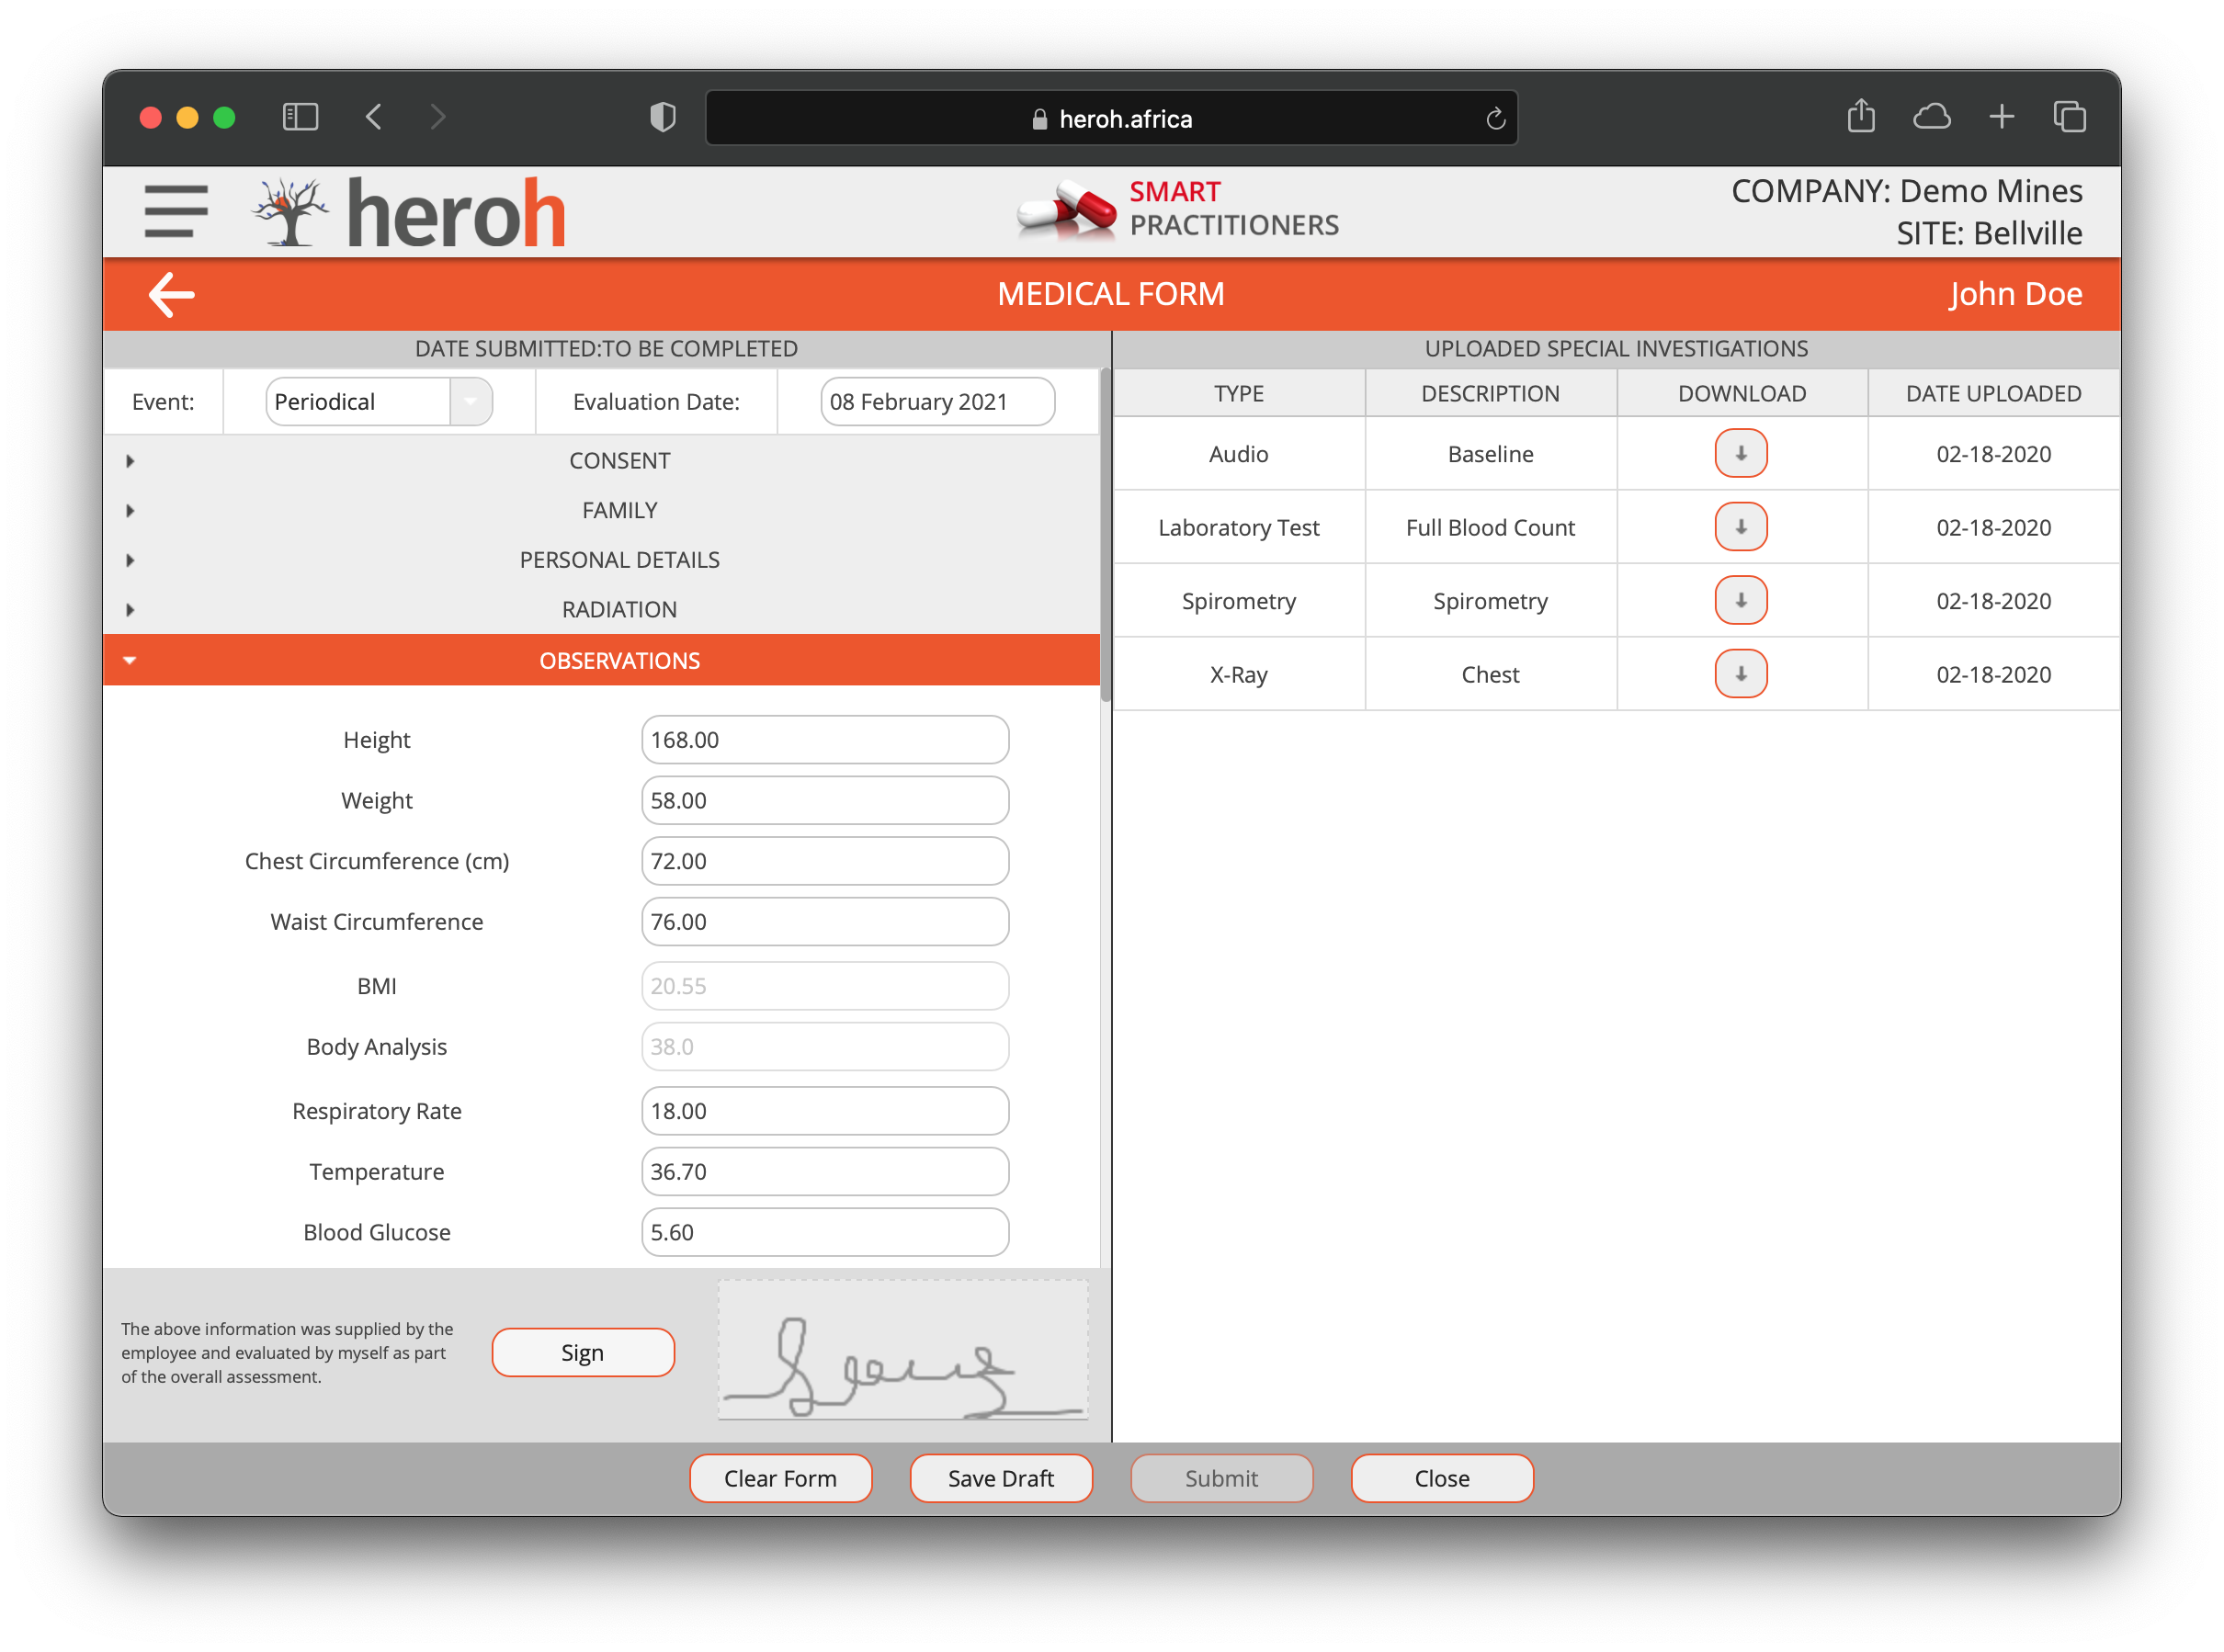 heroh.africa
heroh
SMART
PRACTITIONERS
COMPANY: Demo Mines
SITE: Bellville
MEDICAL FORM
John Doe
DATE SUBMITTED:TO BE COMPLETED
Event:
Periodical
Evaluation Date:
08 February 2021
CONSENT
FAMILY
PERSONAL DETAILS
RADIATION
OBSERVATIONS
Height 168.00
Weight 58.00
Chest Circumference (cm) 72.00
Waist Circumference 76.00
BMI 20.55
Body Analysis 38.0
Respiratory Rate 18.00
Temperature 36.70
Blood Glucose 5.60
The above information was supplied by the
employee and evaluated by myself as part
of the overall assessment.
Sign
UPLOADED SPECIAL INVESTIGATIONS
TYPE DESCRIPTION DOWNLOAD DATE UPLOADED
Audio Baseline 02-18-2020
Laboratory Test Full Blood Count 02-18-2020
Spirometry Spirometry 02-18-2020
X-Ray Chest 02-18-2020
Clear Form
Save Draft
Submit
Close